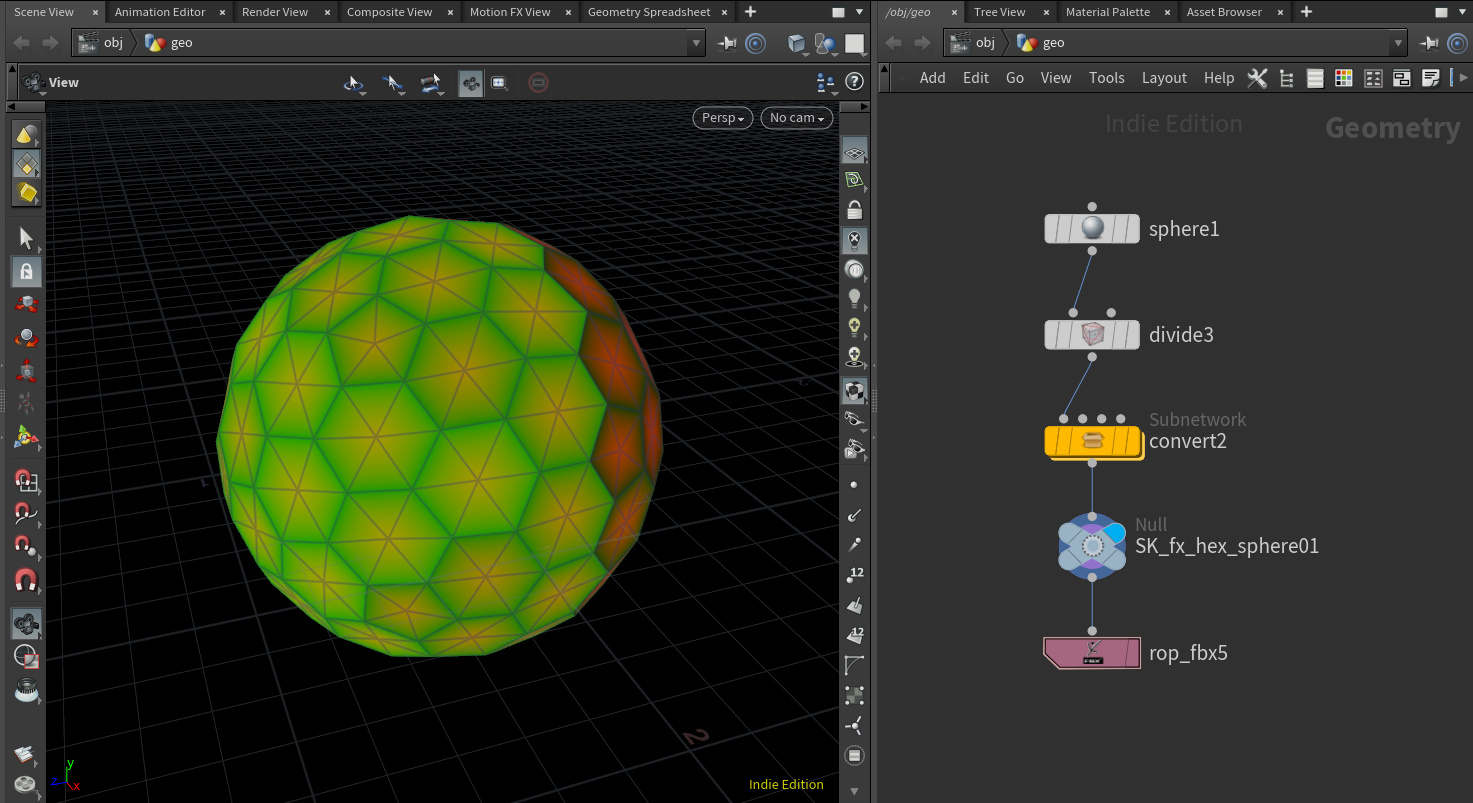 Scene View
Animation Editor
Render View
Composite View
Motion FX View
Geometry Spreadsheet
/obj/geo
Tree View
Material Palette
Asset Browser
obj
geo
obj
geo
View
Add
Edit
Go
View
Tools
Layout
Help
Persp
No cam
Indie Edition
Geometry
sphere1
divide3
Subnetwork
convert2
Null
SK_fx_hex_sphere01
FBX
rop_fbx5
12
12
2
y
z
x
Indie Edition